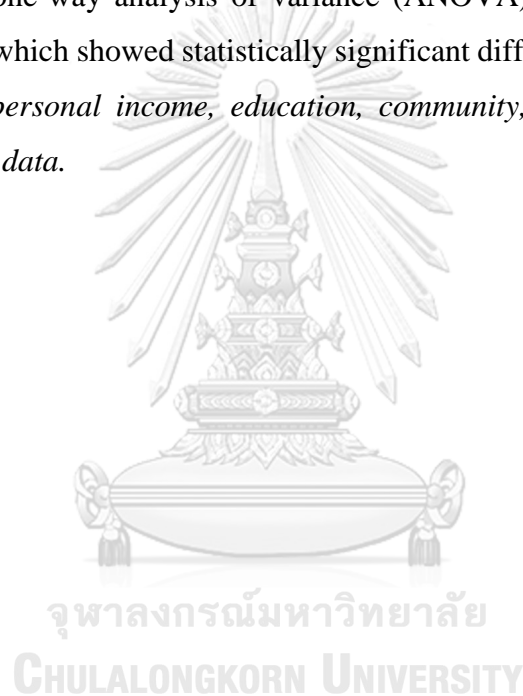 one way analysis of variance (ANOVA)
which showed statistically significant diff
personal income, education, community,
data.
จุฬาลงกรณ์มหาวิทยาลัย
CHULALONGKORN UNIVERSITY